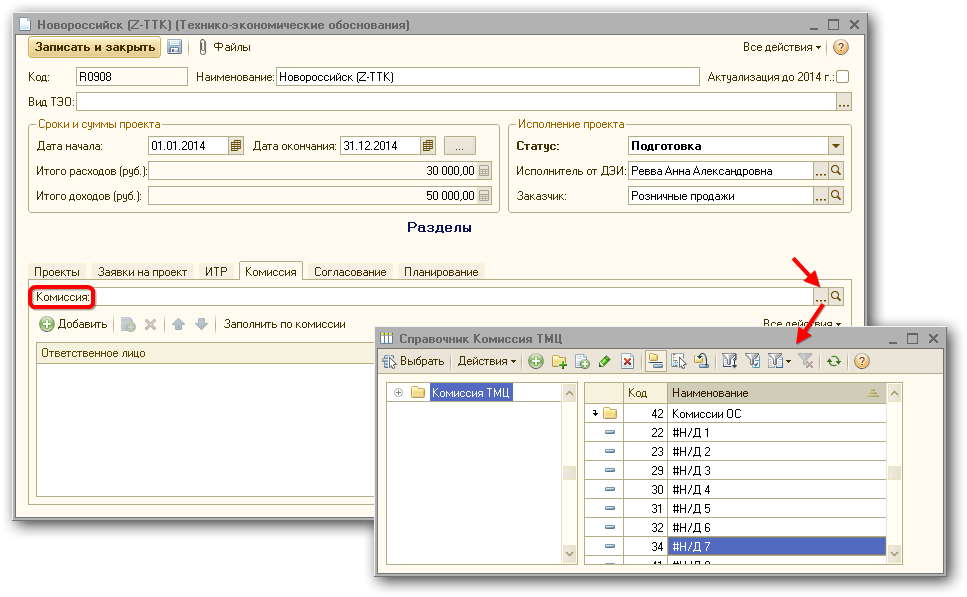 Новороссийск (Z-ТТК) (Технико-экономические обоснования)
Записать и закрыть Файлы Все действия
Код: R0908 Наименование: Новороссийск (Z-ТТК) Актуализация до 2014 г.:
Вид ТЭО: ...
Сроки и суммы проекта Исполнение проекта
Дата начала: 01.01.2014 Дата окончания: 31.12.2014 ... Статус: Подготовка
Итого расходов (руб.): 30 000,00 Исполнитель от ДЗИ: Ревва Анна Александровна ...
Итого доходов (руб.): 50 000,00 Заказчик: Розничные продажи ...
Разделы
Проекты Заявки на проект ИТР Комиссия Согласование Планирование
Комиссия: ...
Добавить Заполнить по комиссии Все действия
Ответственное лицо
Справочник Комиссия ТМЦ
Выбрать Действия
Комиссия ТМЦ
Код Наименование
42 Комиссии ОС
22 #Н/Д 1
23 #Н/Д 2
29 #Н/Д 3
30 #Н/Д 4
31 #Н/Д 5
32 #Н/Д 6
34 #Н/Д 7